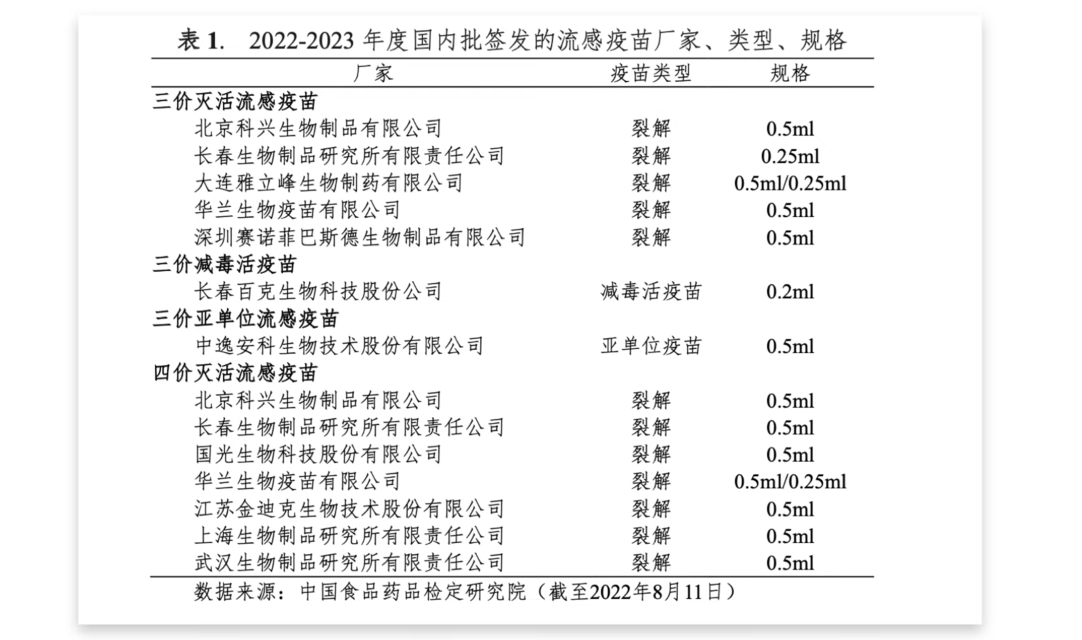 表 1. 2022-2023 年度国内批签发的流感疫苗厂家、类型、规格
厂家 疫苗类型 规格
三价灭活流感疫苗
北京科兴生物制品有限公司 裂解 0.5ml
长春生物制品研究所有限责任公司 裂解 0.25ml
大连雅立峰生物制药有限公司 裂解 0.5ml/0.25ml
华兰生物疫苗有限公司 裂解 0.5ml
深圳赛诺菲巴斯德生物制品有限公司 裂解 0.5ml
三价减毒活疫苗
长春百克生物科技股份公司 减毒活疫苗 0.2ml
三价亚单位流感疫苗
中逸安科生物技术股份有限公司 亚单位疫苗 0.5ml
四价灭活流感疫苗
北京科兴生物制品有限公司 裂解 0.5ml
长春生物制品研究所有限责任公司 裂解 0.5ml
国光生物科技股份有限公司 裂解 0.5ml
华兰生物疫苗有限公司 裂解 0.5ml/0.25ml
江苏金迪克生物技术股份有限公司 裂解 0.5ml
上海生物制品研究所有限责任公司 裂解 0.5ml
武汉生物制品研究所有限责任公司 裂解 0.5ml
数据来源：中国食品药品检定研究院（截至2022年8月11日）